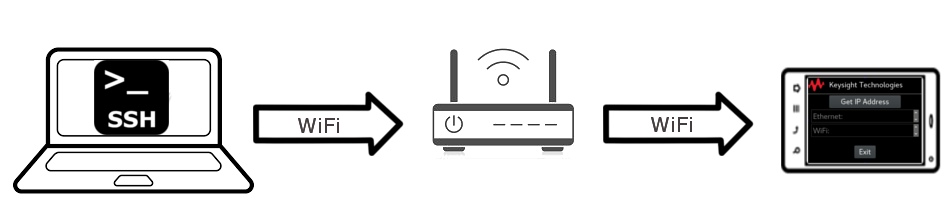 >_
SSH
WiFi
WiFi
Keysight Technologies
Get IP Address
Ethernet:
WiFi:
Exit